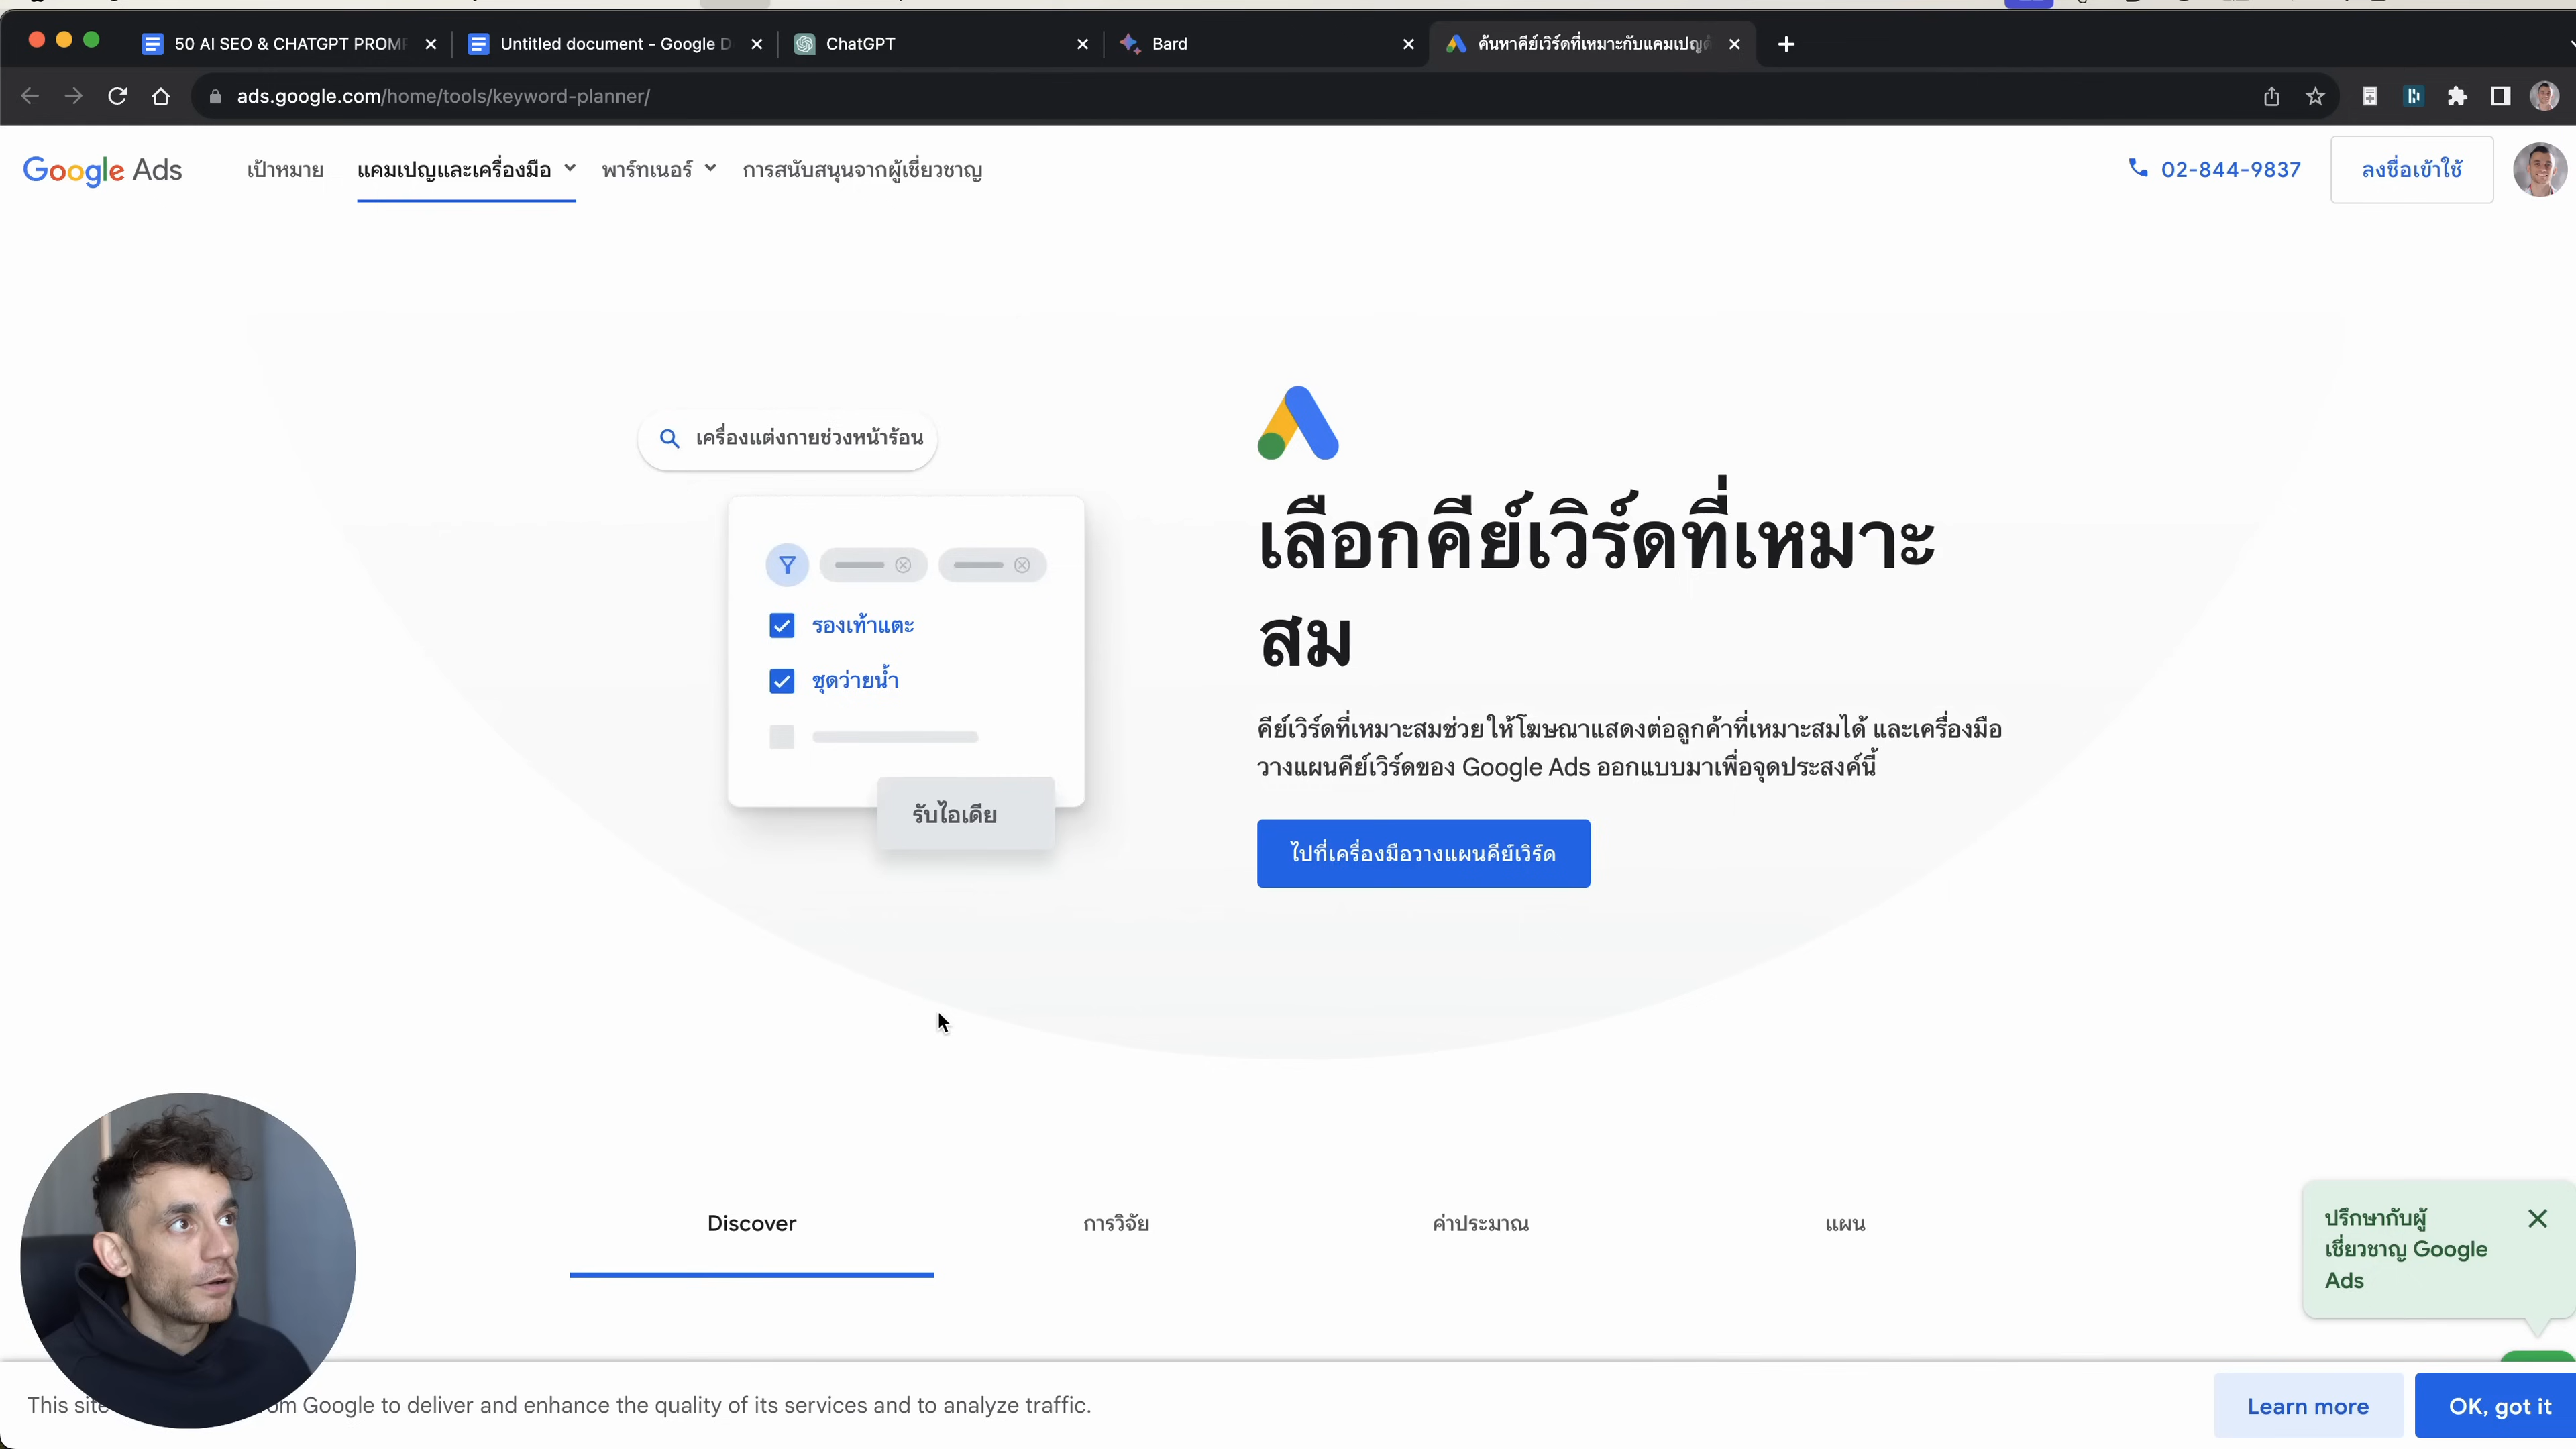 50 AI SEO & CHATGPT PROM
Untitled document - Google D
ChatGPT
Bard
ค้นหาคีย์เวิร์ดที่เหมาะกับแคมเปญ
ads.google.com/home/tools/keyword-planner/
Google Ads
เป้าหมาย
แคมเปญและเครื่องมือ
พาร์ทเนอร์
การสนับสนุนจากผู้เชี่ยวชาญ
02-844-9837
ลงชื่อเข้าใช้
เครื่องแต่งกายช่วงหน้าร้อน
รองเท้าแตะ
ชุดว่ายน้ำ
รับไอเดีย
เลือกคีย์เวิร์ดที่เหมาะ
สม
คีย์เวิร์ดที่เหมาะสมช่วยให้โฆษณาแสดงต่อลูกค้าที่เหมาะสมได้ และเครื่องมือ
วางแผนคีย์เวิร์ดของ Google Ads ออกแบบมาเพื่อจุดประสงค์นี้
ไปที่เครื่องมือวางแผนคีย์เวิร์ด
Discover
การวิจัย
ค่าประมาณ
แผน
ปรึกษากับผู้
เชี่ยวชาญ Google
Ads
This site om Google to deliver and enhance the quality of its services and to analyze traffic.
Learn more
OK, got it